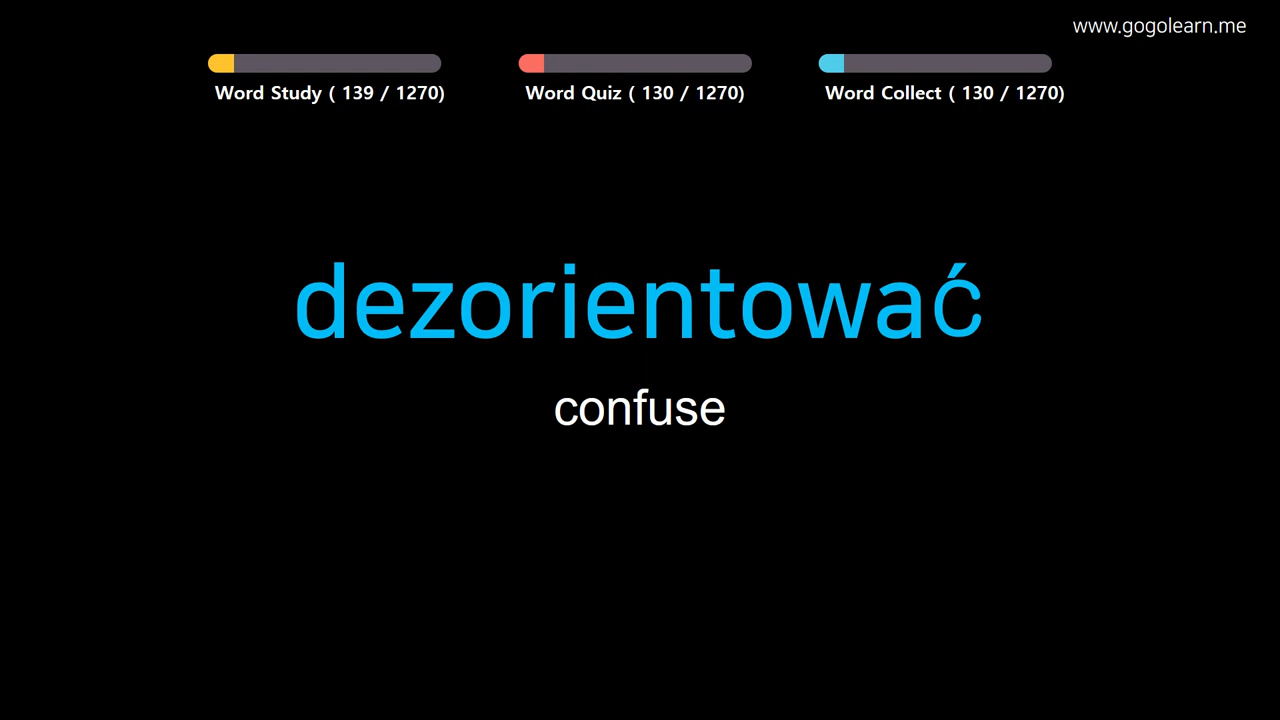 www.gogolearn.me
Word Study ( 139 / 1270)
Word Quiz ( 130 / 1270)
Word Collect ( 130 / 1270)
dezorientować
confuse